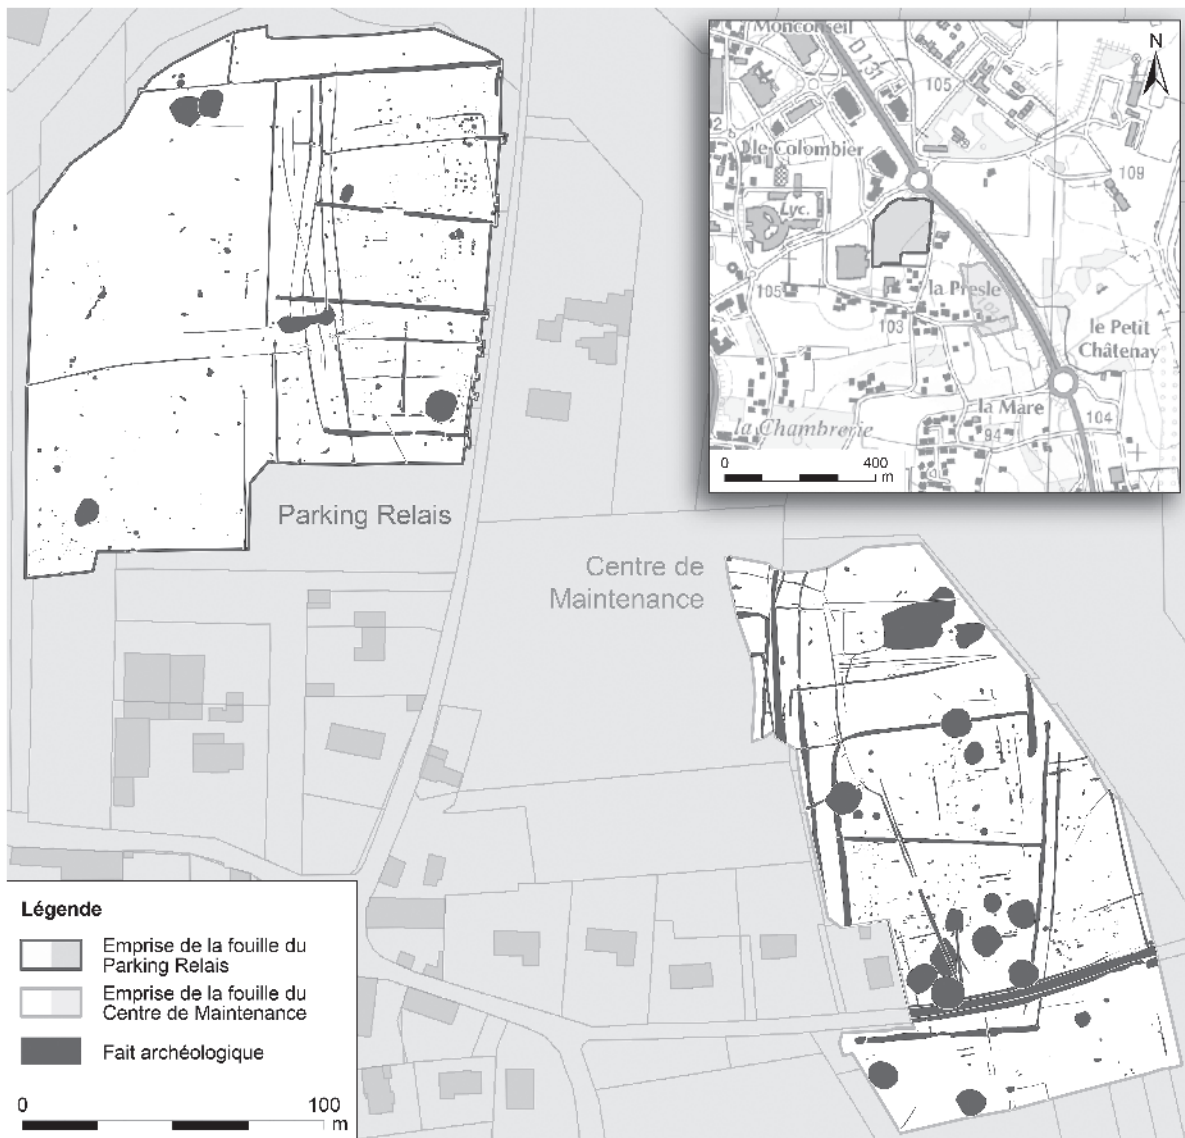 Monconseil
D 131
N
105
le Colombier
109
Lyc.
105
la Presle
103
le Petit
Châtenay
la Mare
104
94
la Chambrerie
0 400
m
Parking Relais
Centre de
Maintenance
Légende
Emprise de la fouille du
Parking Relais
Emprise de la fouille du
Centre de Maintenance
Fait archéologique
0 100
m